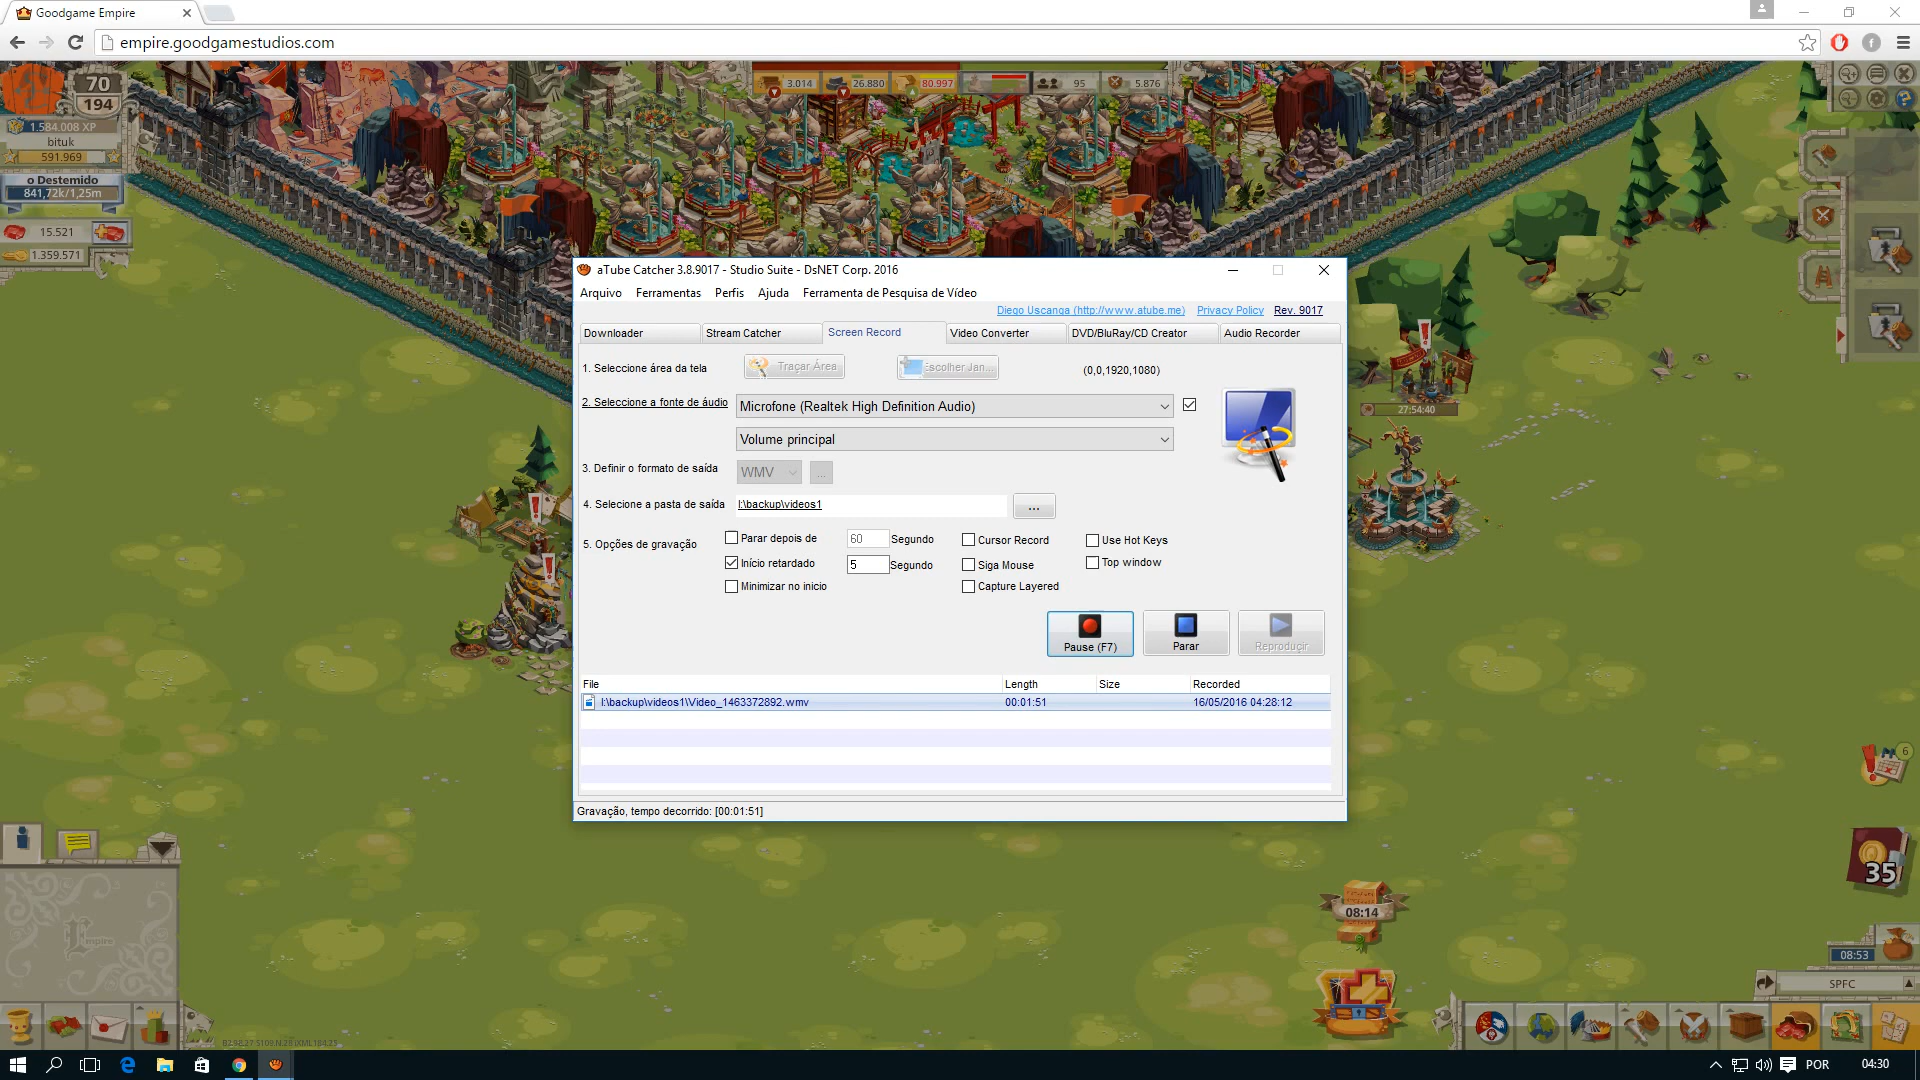 Goodgame Empire
empire.goodgamestudios.com
70
194
3.014
26.880
80.997
95
5.876
1.584.008 XP
bituk
591.969
o Destemido
841,72k/1,25m
15.521
1.359.571
aTube Catcher 3.8.9017 - Studio Suite - DsNET Corp. 2016
Arquivo Ferramentas Perfis Ajuda Ferramenta de Pesquisa de Vídeo
Diego Uscanga (http://www.atube.me) Privacy Policy Rev. 9017
Downloader Stream Catcher Screen Record Video Converter DVD/BluRay/CD Creator Audio Recorder
1. Seleccione área da tela Traçar Área Escolher Jan... (0,0,1920,1080)
2. Seleccione a fonte de áudio Microfone (Realtek High Definition Audio)
Volume principal
3. Definir o formato de saída WMV ...
4. Selecione a pasta de saída I:\backup\videos1 ...
5. Opções de gravação
Parar depois de 60 Segundo Cursor Record Use Hot Keys
Início retardado 5 Segundo Siga Mouse Top window
Minimizar no inicio Capture Layered
Pause (F7) Parar Reproduçir
File Length Size Recorded
I:\backup\videos1\Video_1463372892.wmv 00:01:51 16/05/2016 04:28:12
Gravação, tempo decorrido: [00:01:51]
27:54:40
6
35
08:14
08:53
SPFC
Empire
POR 04:30